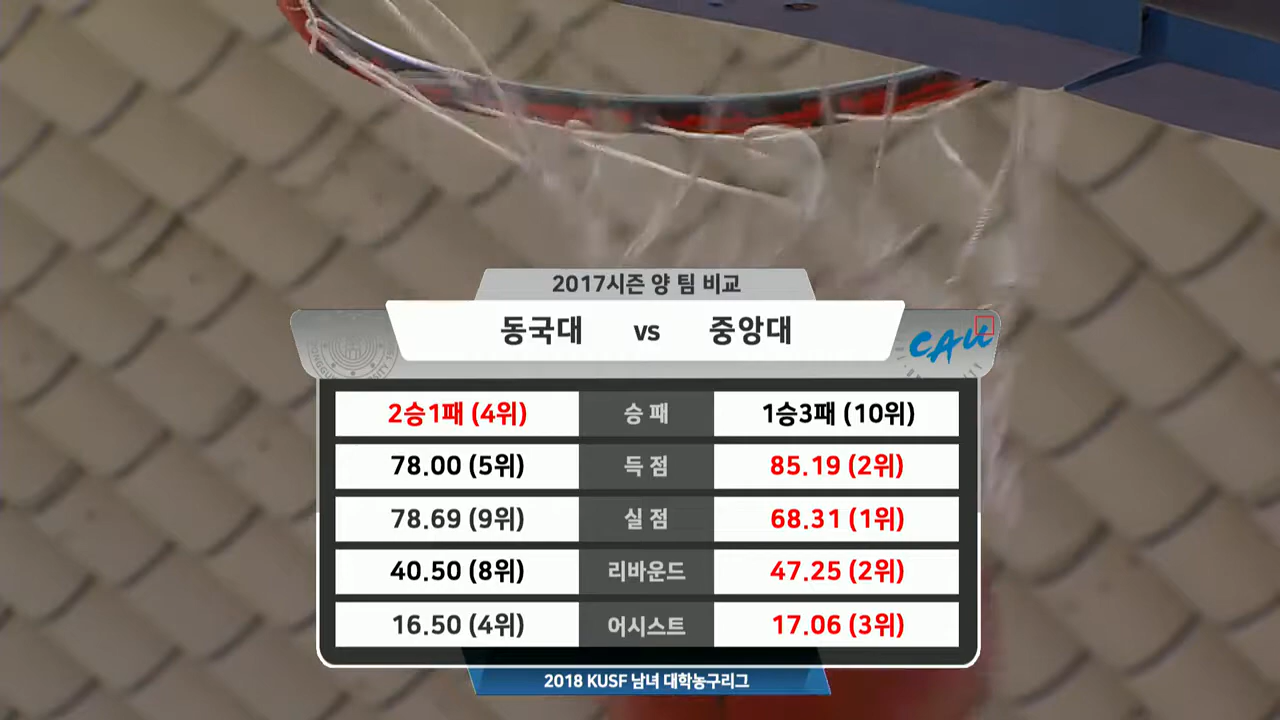 2017시즌 양 팀 비교
동국대 vs 중앙대
CAU
2승1패 (4위) 승 패 1승3패 (10위)
78.00 (5위) 득 점 85.19 (2위)
78.69 (9위) 실 점 68.31 (1위)
40.50 (8위) 리바운드 47.25 (2위)
16.50 (4위) 어시스트 17.06 (3위)
2018 KUSF 남녀 대학농구리그